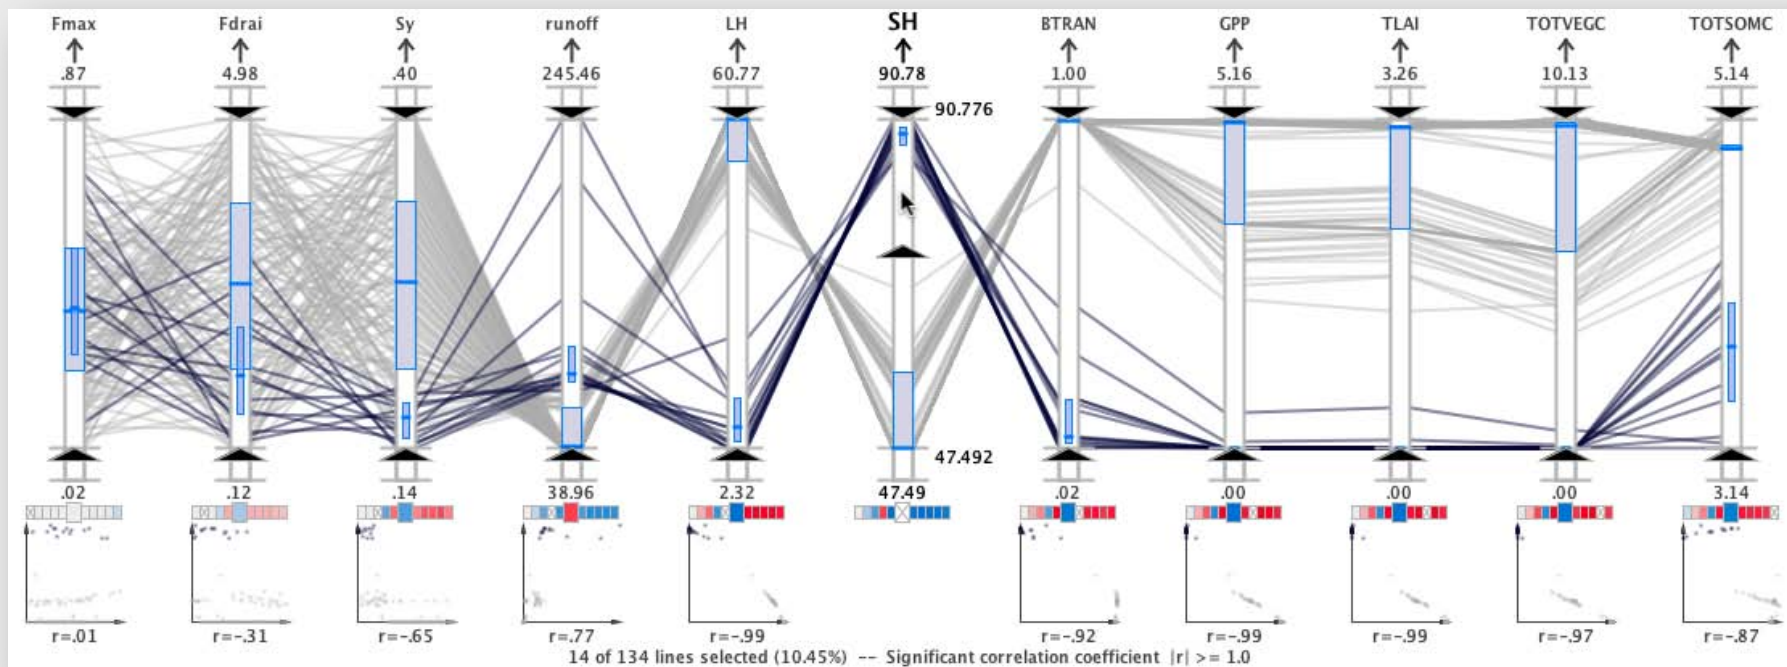 Fmax Fdrai Sy runoff LH SH BTRAN GPP TLAI TOTVEGC TOTSOMC
.87 4.98 .40 245.46 60.77 90.78 1.00 5.16 3.26 10.13 5.14
90.776
47.492
.02 .12 .14 38.96 2.32 47.49 .02 .00 .00 .00 3.14
r=.01 r=-.31 r=-.65 r=.77 r=-.99 r=-.92 r=-.99 r=-.99 r=-.97 r=-.87
14 of 134 lines selected (10.45%) -- Significant correlation coefficient |r| >= 1.0